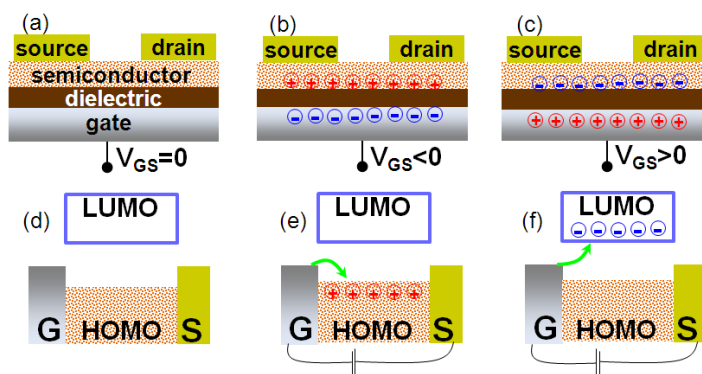 (a)
source
drain
semiconductor
dielectric
gate
V_GS=0
(b)
source
drain
+ + + + + + + +
- - - - - - - -
V_GS<0
(c)
source
drain
- - - - - - - -
+ + + + + + + +
V_GS>0
(d)
LUMO
G HOMO S
(e)
LUMO
+ + + + +
G HOMO S
(f)
LUMO
- - - - -
G HOMO S